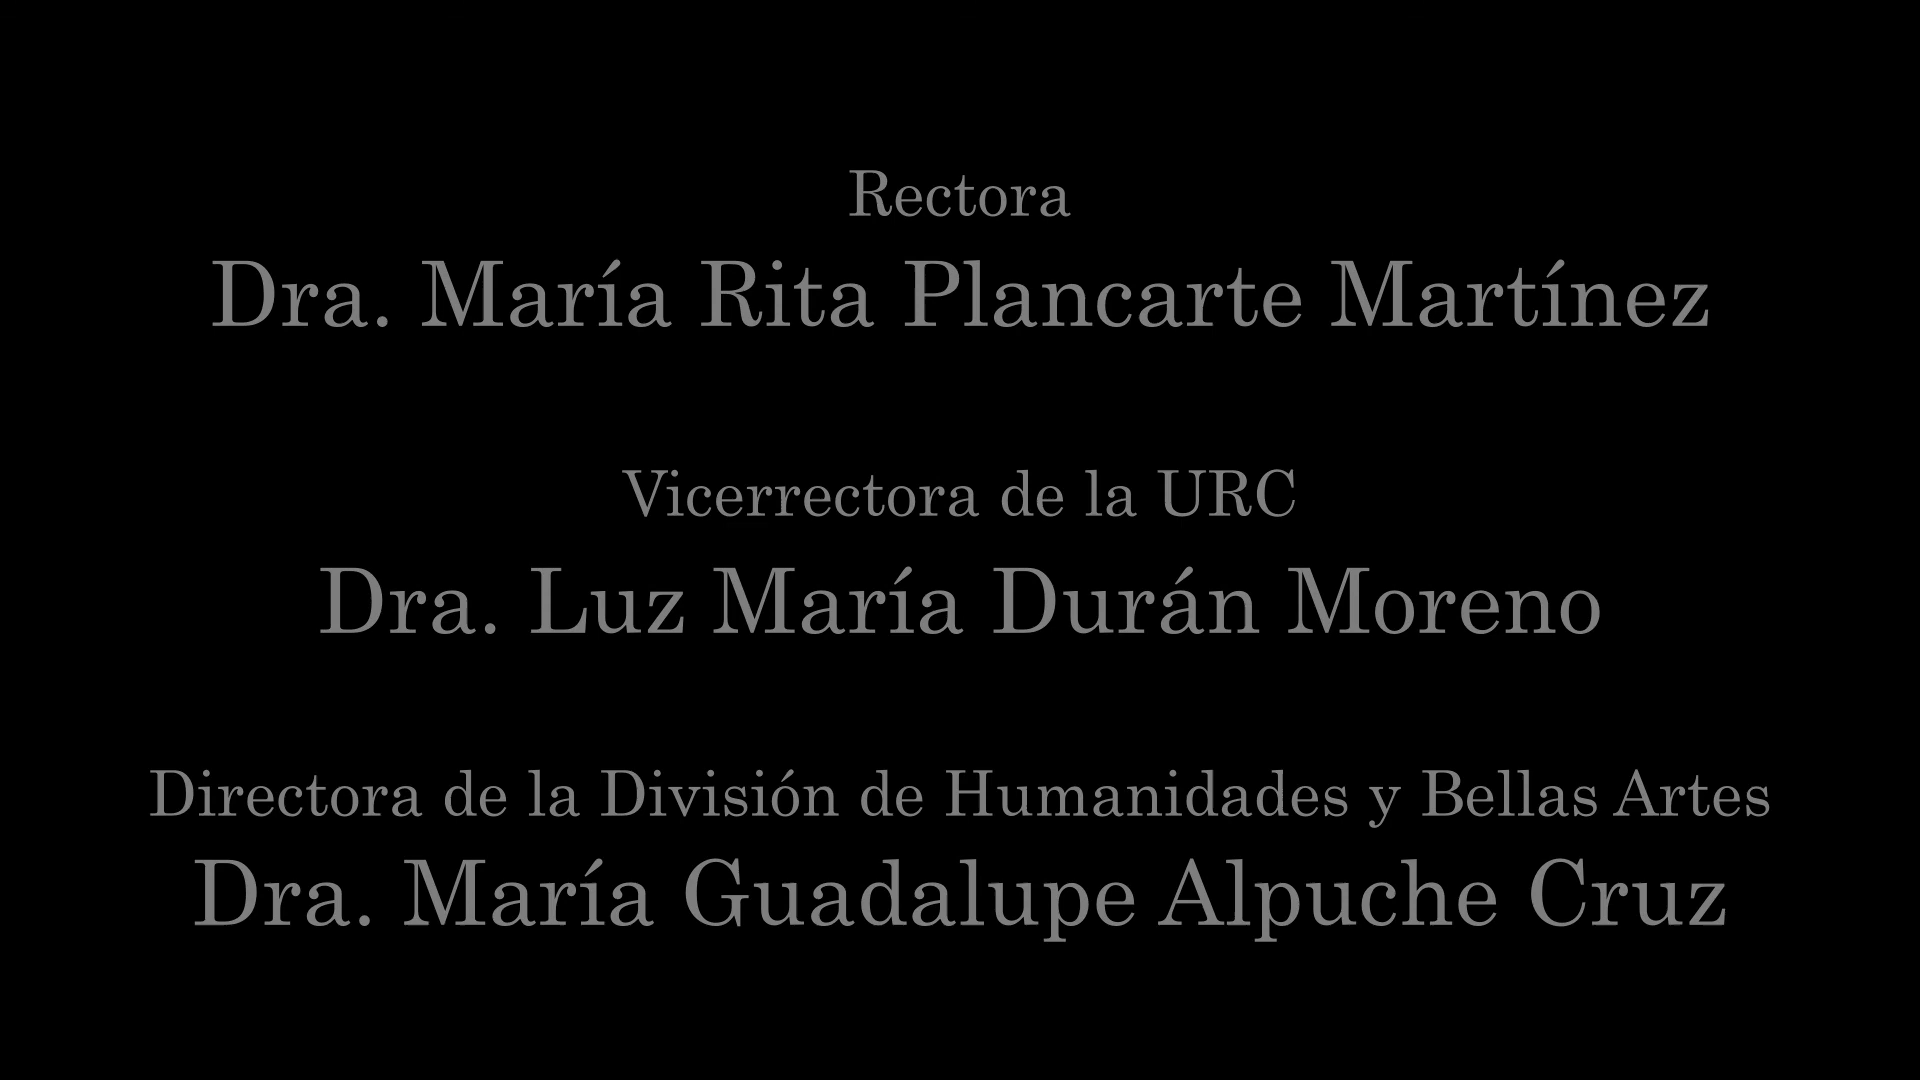 Rectora
Dra. María Rita Plancarte Martínez
Vicerrectora de la URC
Dra. Luz María Durán Moreno
Directora de la División de Humanidades y Bellas Artes
Dra. María Guadalupe Alpuche Cruz